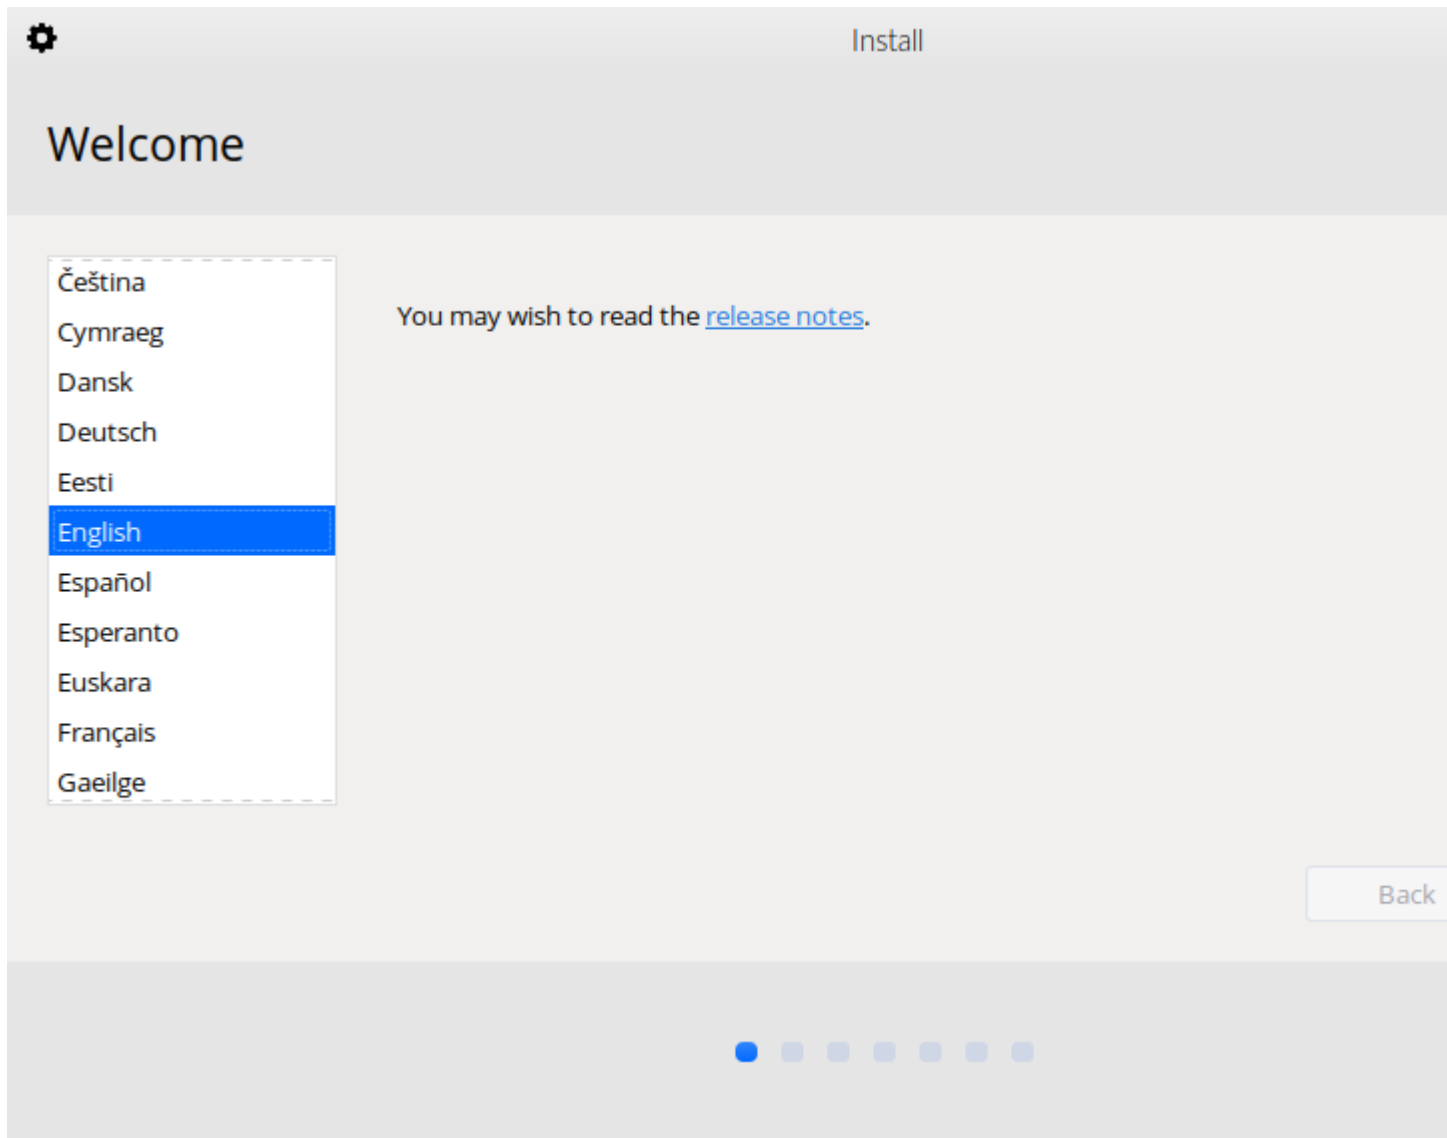 Install
Welcome
Čeština
Cymraeg
Dansk
Deutsch
Eesti
English
Español
Esperanto
Euskara
Français
Gaeilge
You may wish to read the release notes.
Back